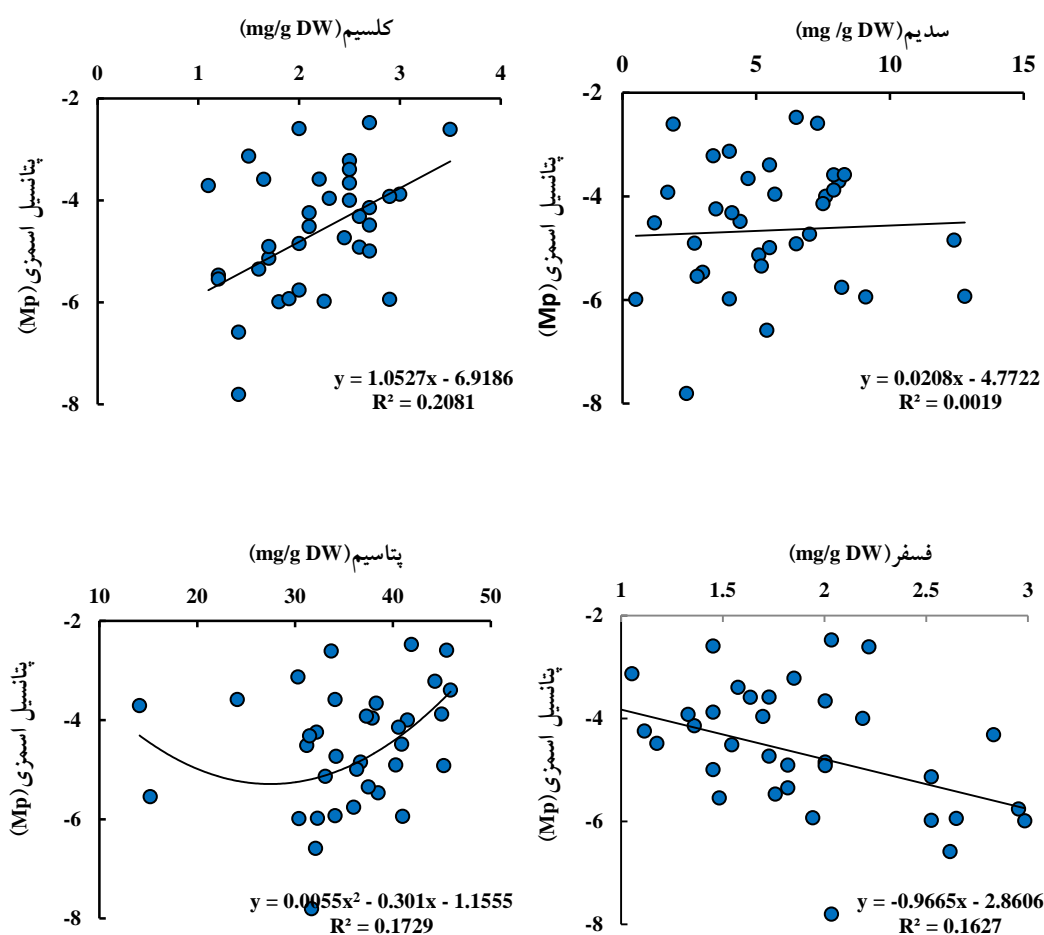 کلسیم(mg/g DW)
0 1 2 3 4
-2
-4
-6
-8
پتانسیل اسمزی(Mp)
y = 1.0527x - 6.9186
R² = 0.2081
سدیم(mg /g DW)
0 5 10 15
-2
-4
-6
-8
پتانسیل اسمزی(Mp)
y = 0.0208x - 4.7722
R² = 0.0019
پتاسیم(mg/g DW)
10 20 30 40 50
-2
-4
-6
-8
پتانسیل اسمزی(Mp)
y = 0.0055x² - 0.301x - 1.1555
R² = 0.1729
فسفر(mg/g DW)
1 1.5 2 2.5 3
-2
-4
-6
-8
پتانسیل اسمزی(Mp)
y = -0.9665x - 2.8606
R² = 0.1627